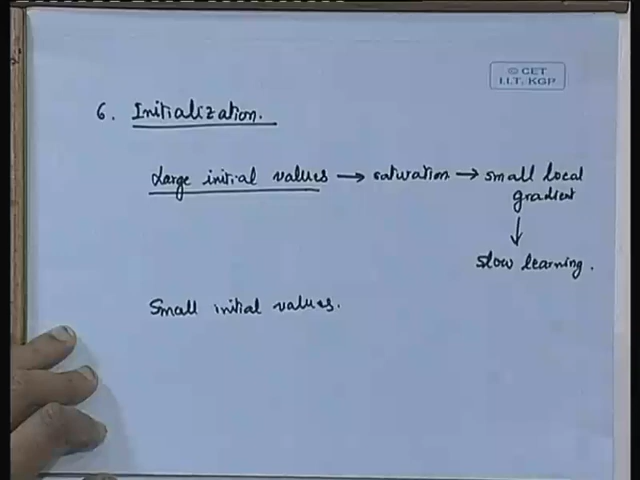 © CET
I.I.T. KGP
6. Initialization.
Large initial values → saturation → small local
gradient
↓
Slow learning.
Small initial values.